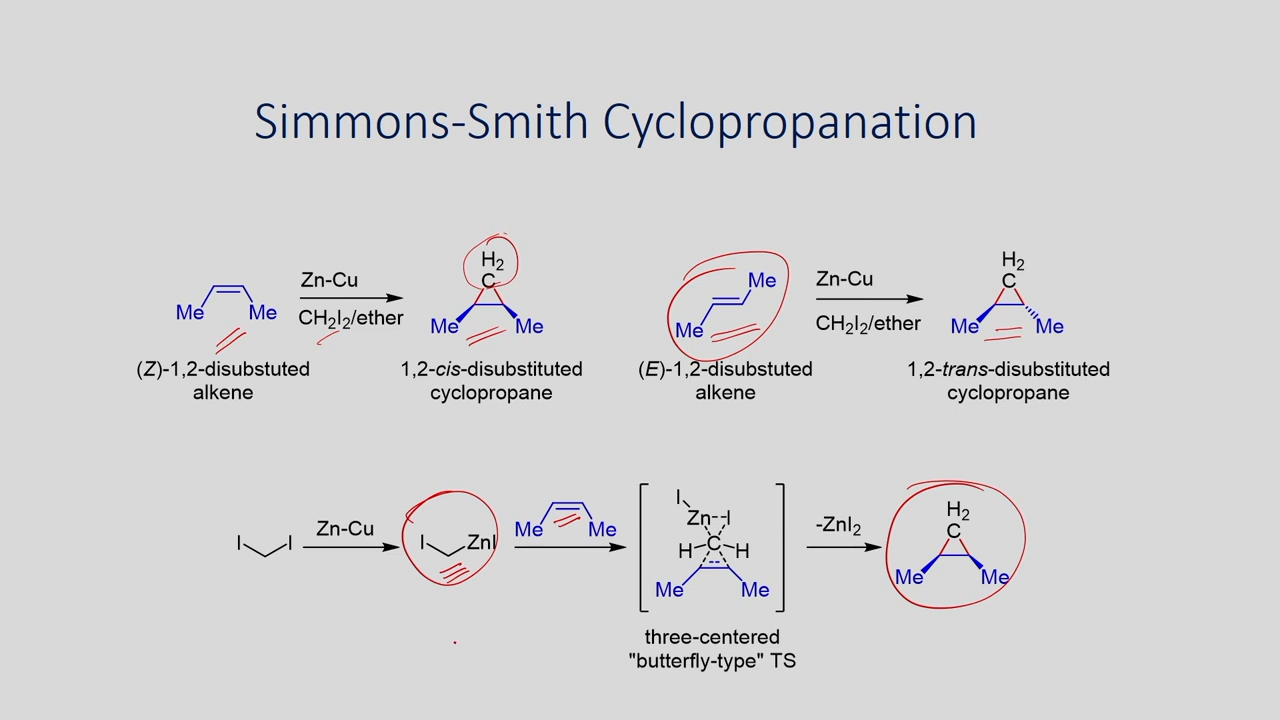 Simmons-Smith Cyclopropanation
Me Me
Zn-Cu
CH2I2/ether
H2
C
Me Me
Me
Me
Zn-Cu
CH2I2/ether
H2
C
Me Me
(Z)-1,2-disubstuted
alkene
1,2-cis-disubstituted
cyclopropane
(E)-1,2-disubstuted
alkene
1,2-trans-disubstituted
cyclopropane
I I
Zn-Cu
I ZnI
Me Me
I
Zn--I
H C H
Me Me
three-centered
"butterfly-type" TS
-ZnI2
H2
C
Me Me